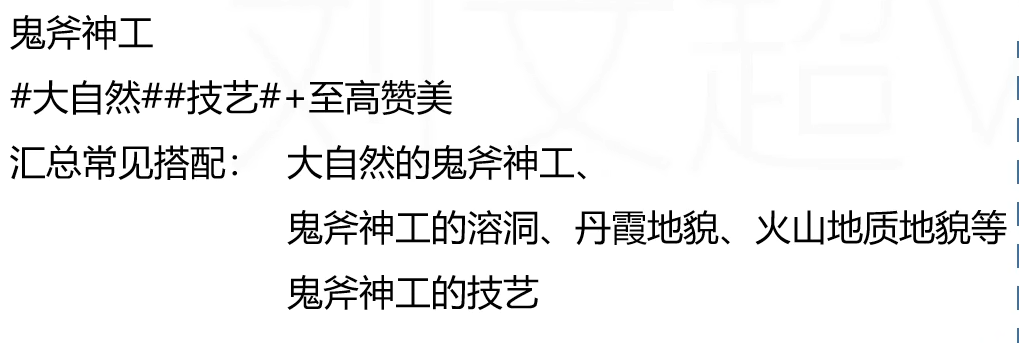 鬼斧神工
#大自然##技艺#+至高赞美
汇总常见搭配： 大自然的鬼斧神工、
鬼斧神工的溶洞、丹霞地貌、火山地质地貌等
鬼斧神工的技艺